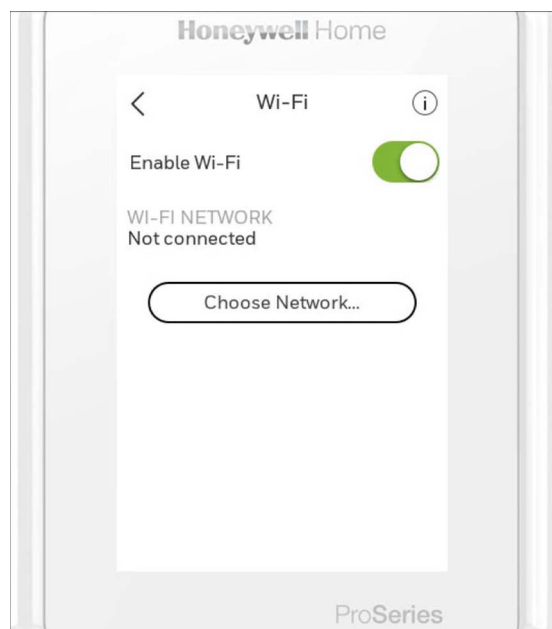 Honeywell Home
Wi-Fi
Enable Wi-Fi
WI-FI NETWORK
Not connected
Choose Network...
ProSeries